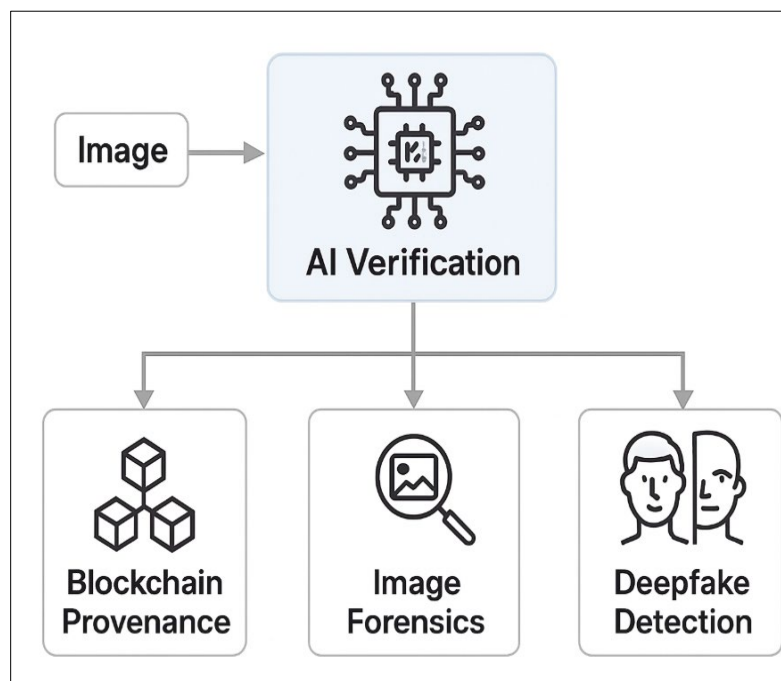 Image
AI Verification
Blockchain
Provenance
Image
Forensics
Deepfake
Detection